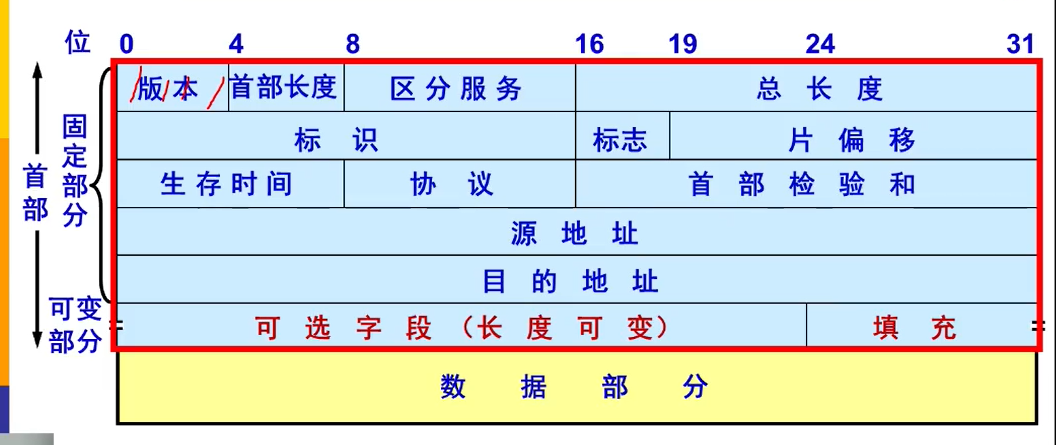 位 0 4 8 16 19 24 31
版本 首部长度 区分服务 总长度
标识 标志 片偏移
生存时间 协议 首部检验和
源地址
目的地址
可选字段（长度可变） 填充
数据部分
首部
固定部分
可变部分